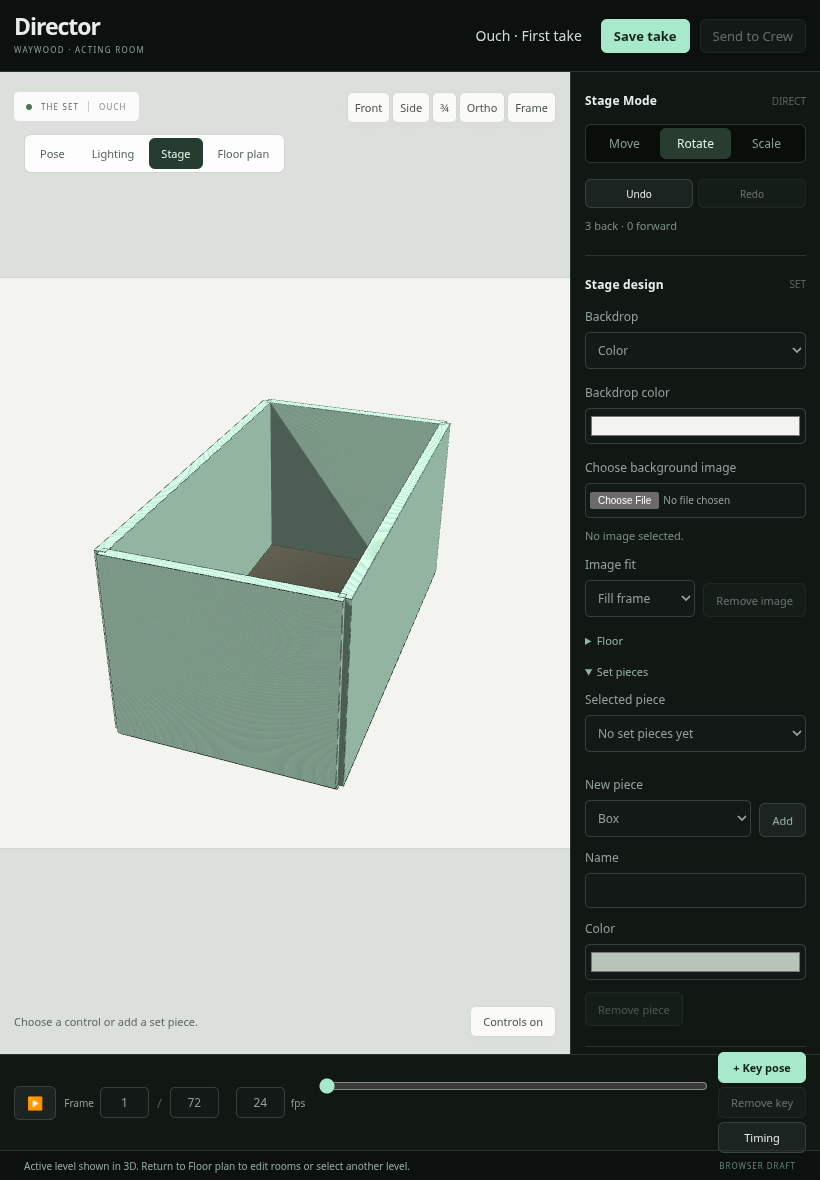 Director
WAYWOOD · ACTING ROOM
Ouch · First take
Save take
Send to Crew
THE SET | OUCH
Front
Side
¾
Ortho
Frame
Pose
Lighting
Stage
Floor plan
Choose a control or add a set piece.
Controls on
Stage Mode
DIRECT
Move
Rotate
Scale
Undo
Redo
3 back · 0 forward
Stage design
SET
Backdrop
Color
Backdrop color
Choose background image
Choose File No file chosen
No image selected.
Image fit
Fill frame
Remove image
Floor
Set pieces
Selected piece
No set pieces yet
New piece
Box
Add
Name
Color
Remove piece
Frame 1 / 72 24 fps
+ Key pose
Remove key
Timing
Active level shown in 3D. Return to Floor plan to edit rooms or select another level.
BROWSER DRAFT